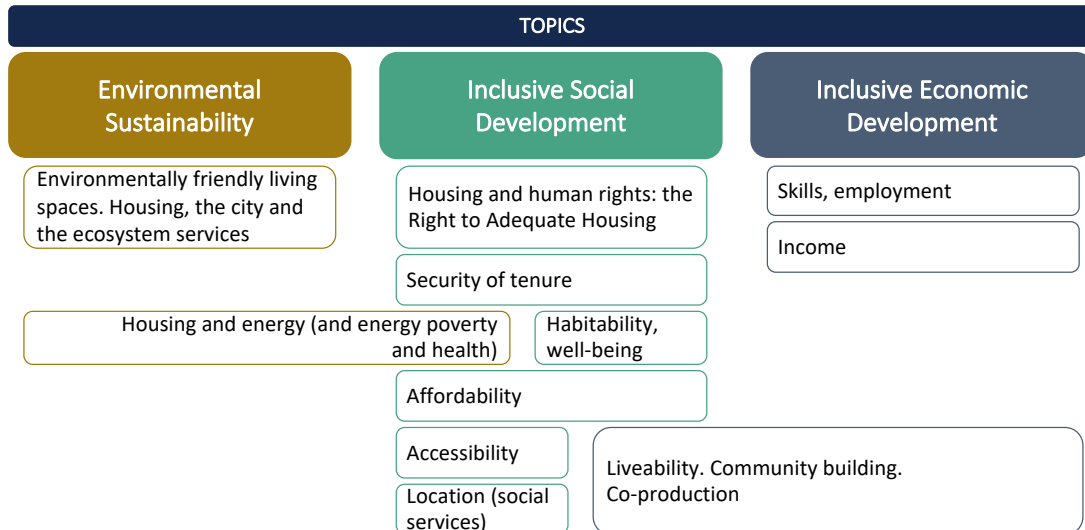 TOPICS
Environmental
Sustainability
Inclusive Social
Development
Inclusive Economic
Development
Environmentally friendly living
spaces. Housing, the city and
the ecosystem services
Housing and human rights: the
Right to Adequate Housing
Skills, employment
Income
Security of tenure
Housing and energy (and energy poverty
and health)
Habitability,
well-being
Affordability
Accessibility
Liveability. Community building.
Co-production
Location (social
services)